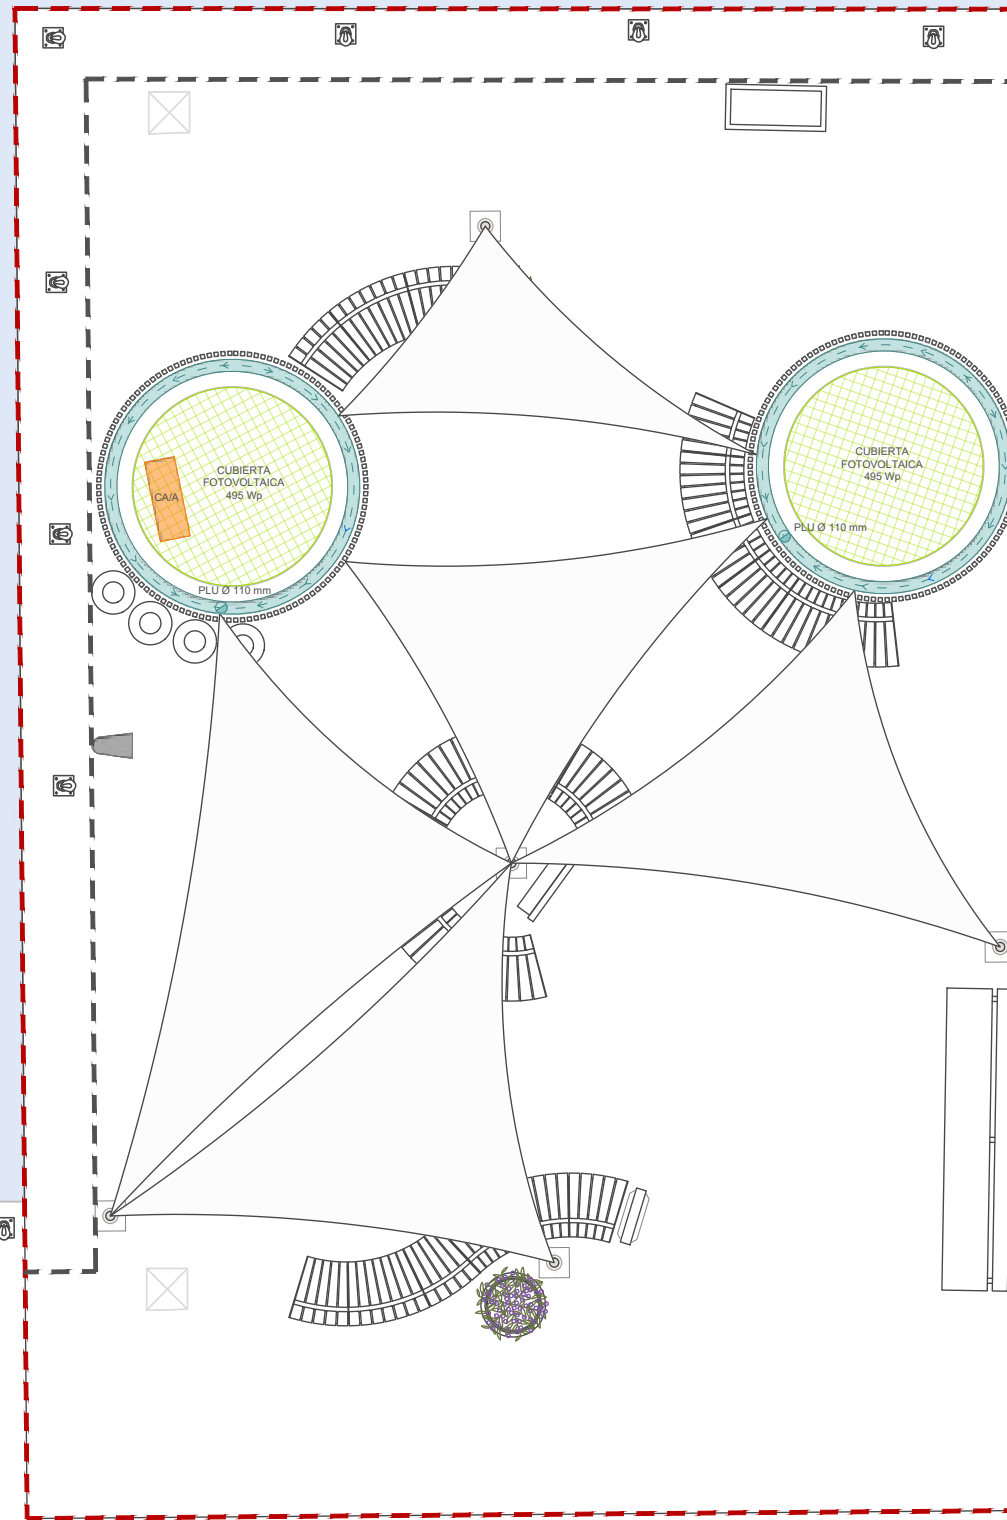 CUBIERTA
FOTOVOLTAICA
495 Wp
CA/A
PLU Ø 110 mm
CUBIERTA
FOTOVOLTAICA
495 Wp
PLU Ø 110 mm